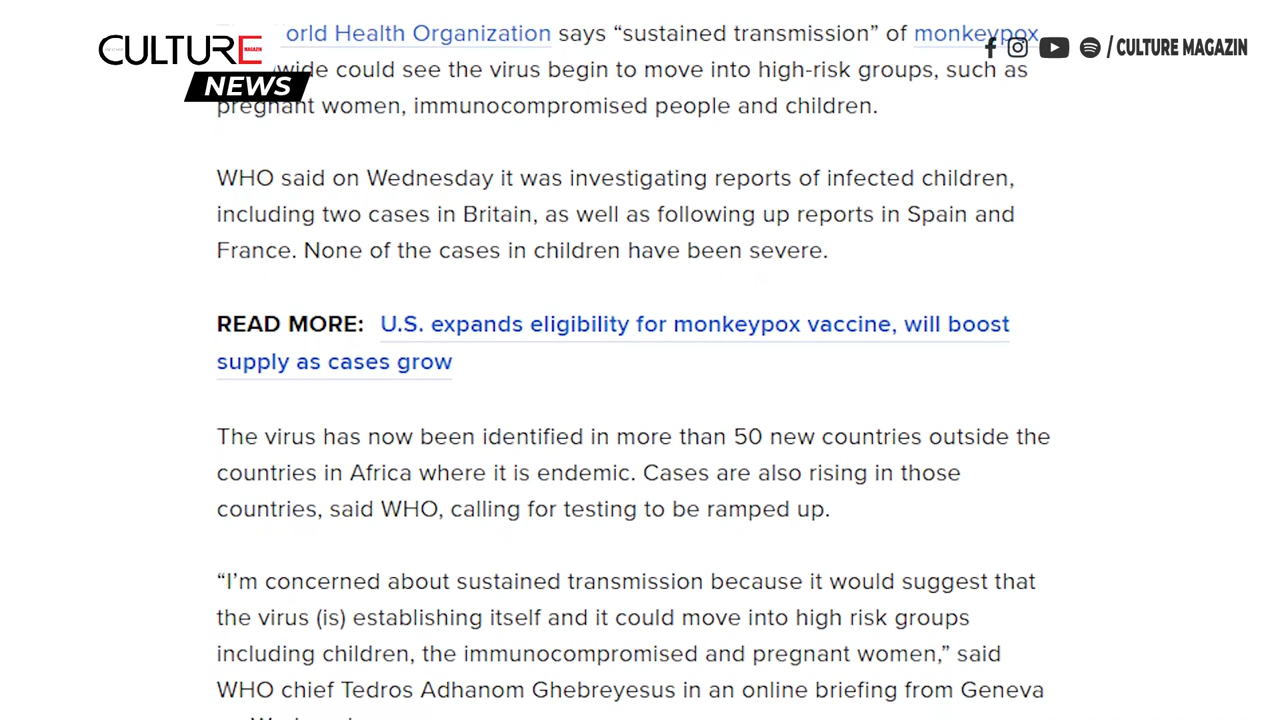 CULTURE MAGAZIN
NEWS
/ CULTURE MAGAZIN
orld Health Organization says “sustained transmission” of monkeypox
wide could see the virus begin to move into high-risk groups, such as
pregnant women, immunocompromised people and children.
WHO said on Wednesday it was investigating reports of infected children,
including two cases in Britain, as well as following up reports in Spain and
France. None of the cases in children have been severe.
READ MORE: U.S. expands eligibility for monkeypox vaccine, will boost
supply as cases grow
The virus has now been identified in more than 50 new countries outside the
countries in Africa where it is endemic. Cases are also rising in those
countries, said WHO, calling for testing to be ramped up.
“I’m concerned about sustained transmission because it would suggest that
the virus (is) establishing itself and it could move into high risk groups
including children, the immunocompromised and pregnant women,” said
WHO chief Tedros Adhanom Ghebreyesus in an online briefing from Geneva